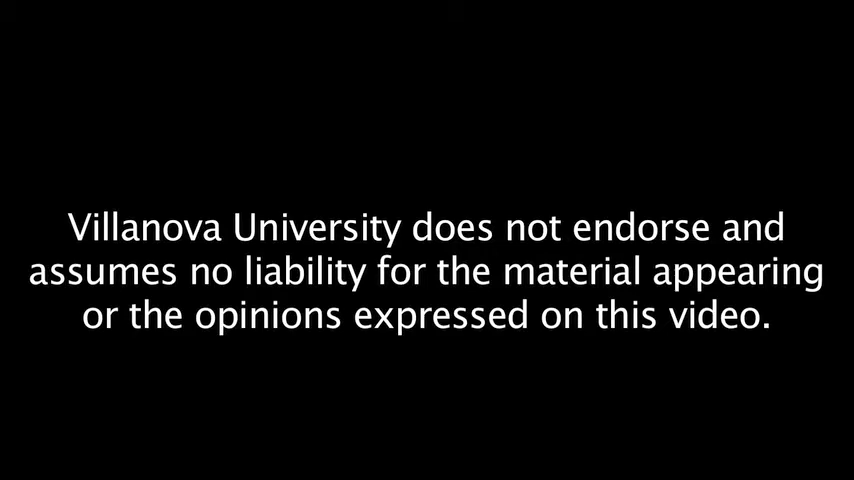 Villanova University does not endorse and
assumes no liability for the material appearing
or the opinions expressed on this video.